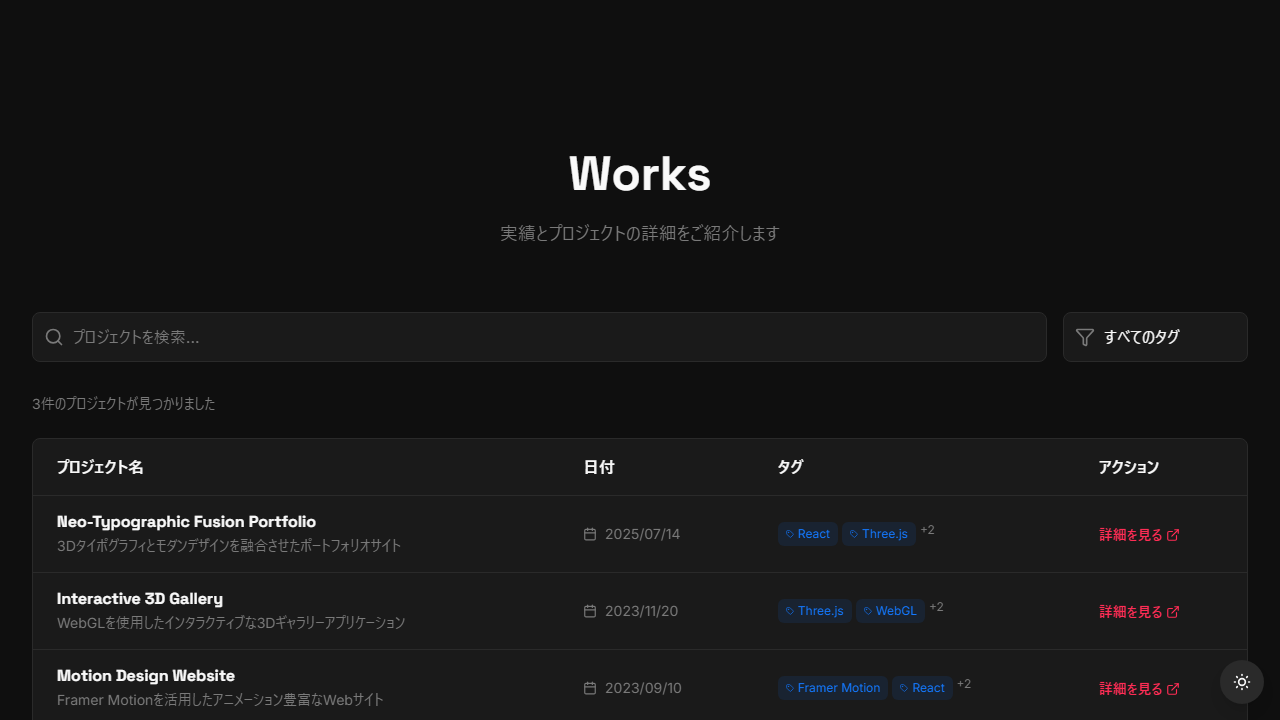 Works
実績とプロジェクトの詳細をご紹介します
プロジェクトを検索...
すべてのタグ
3件のプロジェクトが見つかりました
プロジェクト名 日付 タグ アクション
Neo-Typographic Fusion Portfolio
3Dタイポグラフィとモダンデザインを融合させたポートフォリオサイト
2025/07/14
React Three.js +2
詳細を見る
Interactive 3D Gallery
WebGLを使用したインタラクティブな3Dギャラリーアプリケーション
2023/11/20
Three.js WebGL +2
詳細を見る
Motion Design Website
Framer Motionを活用したアニメーション豊富なWebサイト
2023/09/10
Framer Motion React +2
詳細を見る